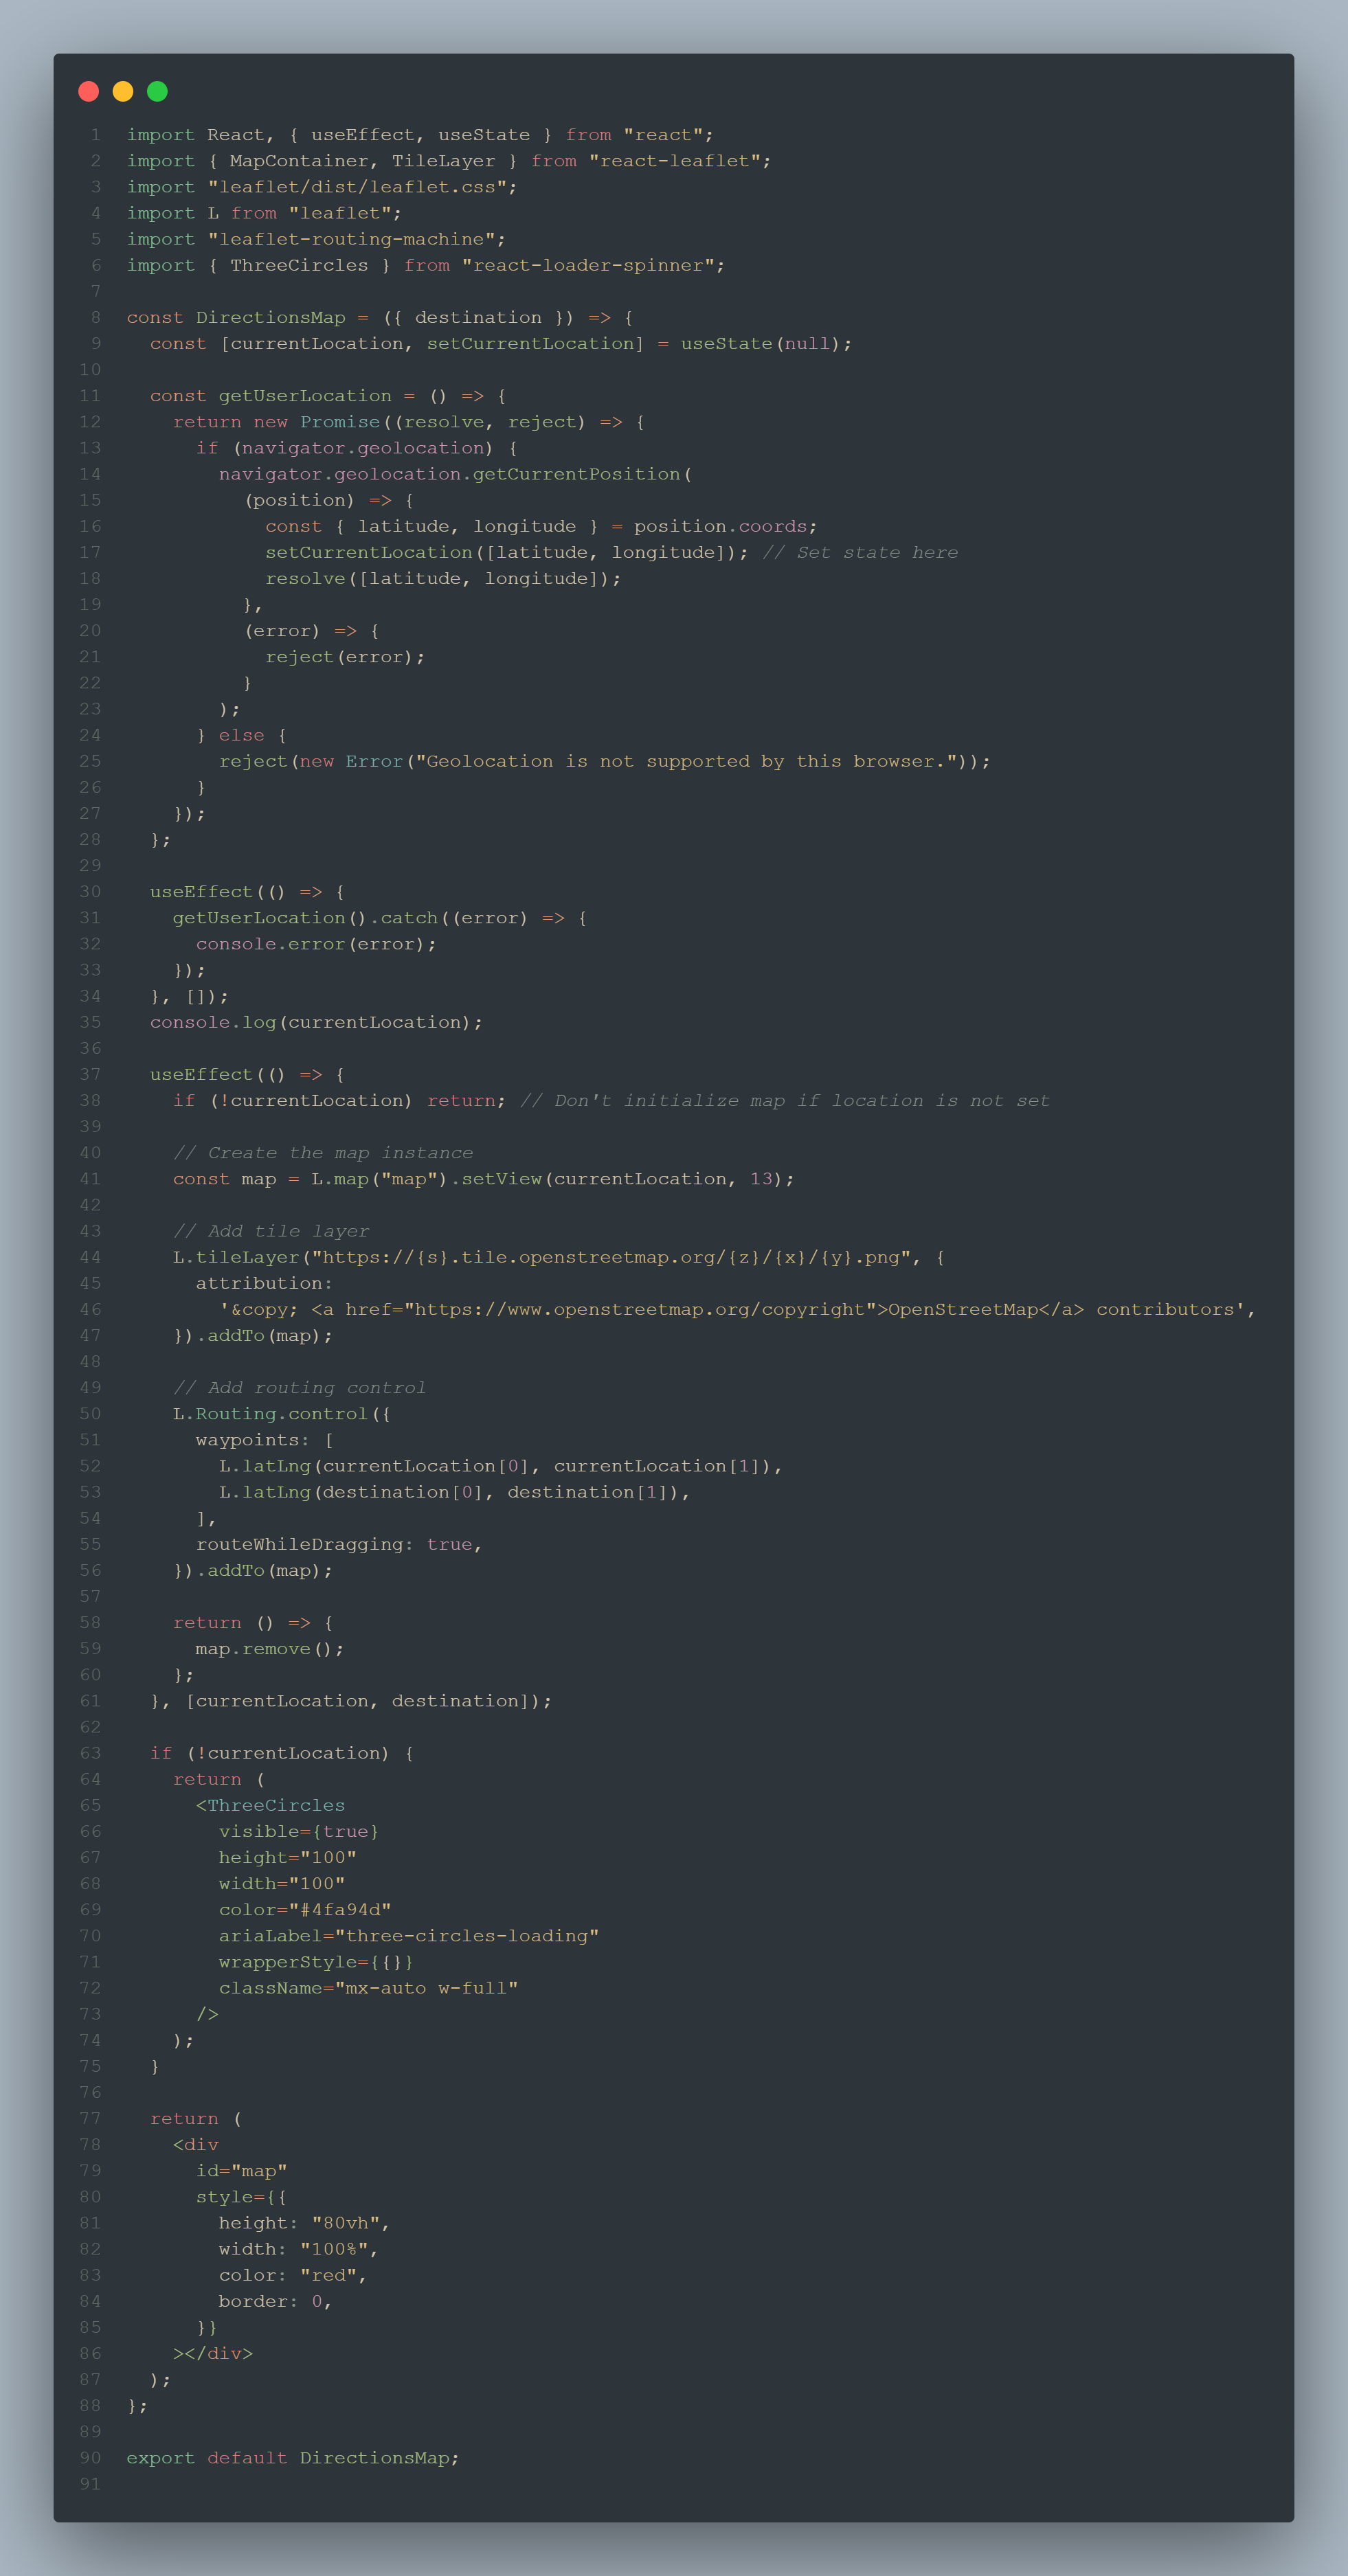 1 import React, { useEffect, useState } from "react";
2 import { MapContainer, TileLayer } from "react-leaflet";
3 import "leaflet/dist/leaflet.css";
4 import L from "leaflet";
5 import "leaflet-routing-machine";
6 import { ThreeCircles } from "react-loader-spinner";
7
8 const DirectionsMap = ({ destination }) => {
9   const [currentLocation, setCurrentLocation] = useState(null);
10
11   const getUserLocation = () => {
12     return new Promise((resolve, reject) => {
13       if (navigator.geolocation) {
14         navigator.geolocation.getCurrentPosition(
15           (position) => {
16             const { latitude, longitude } = position.coords;
17             setCurrentLocation([latitude, longitude]); // Set state here
18             resolve([latitude, longitude]);
19           },
20           (error) => {
21             reject(error);
22           }
23         );
24       } else {
25         reject(new Error("Geolocation is not supported by this browser."));
26       }
27     });
28   };
29
30   useEffect(() => {
31     getUserLocation().catch((error) => {
32       console.error(error);
33     });
34   }, []);
35   console.log(currentLocation);
36
37   useEffect(() => {
38     if (!currentLocation) return; // Don't initialize map if location is not set
39
40     // Create the map instance
41     const map = L.map("map").setView(currentLocation, 13);
42
43     // Add tile layer
44     L.tileLayer("https://{s}.tile.openstreetmap.org/{z}/{x}/{y}.png", {
45       attribution:
46         '&copy; <a href="https://www.openstreetmap.org/copyright">OpenStreetMap</a> contributors',
47     }).addTo(map);
48
49     // Add routing control
50     L.Routing.control({
51       waypoints: [
52         L.latLng(currentLocation[0], currentLocation[1]),
53         L.latLng(destination[0], destination[1]),
54       ],
55       routeWhileDragging: true,
56     }).addTo(map);
57
58     return () => {
59       map.remove();
60     };
61   }, [currentLocation, destination]);
62
63   if (!currentLocation) {
64     return (
65       <ThreeCircles
66         visible={true}
67         height="100"
68         width="100"
69         color="#4fa94d"
70         ariaLabel="three-circles-loading"
71         wrapperStyle={{}}
72         className="mx-auto w-full"
73       />
74     );
75   }
76
77   return (
78     <div
79       id="map"
80       style={{
81         height: "80vh",
82         width: "100%",
83         color: "red",
84         border: 0,
85       }}
86     ></div>
87   );
88 };
89
90 export default DirectionsMap;
91